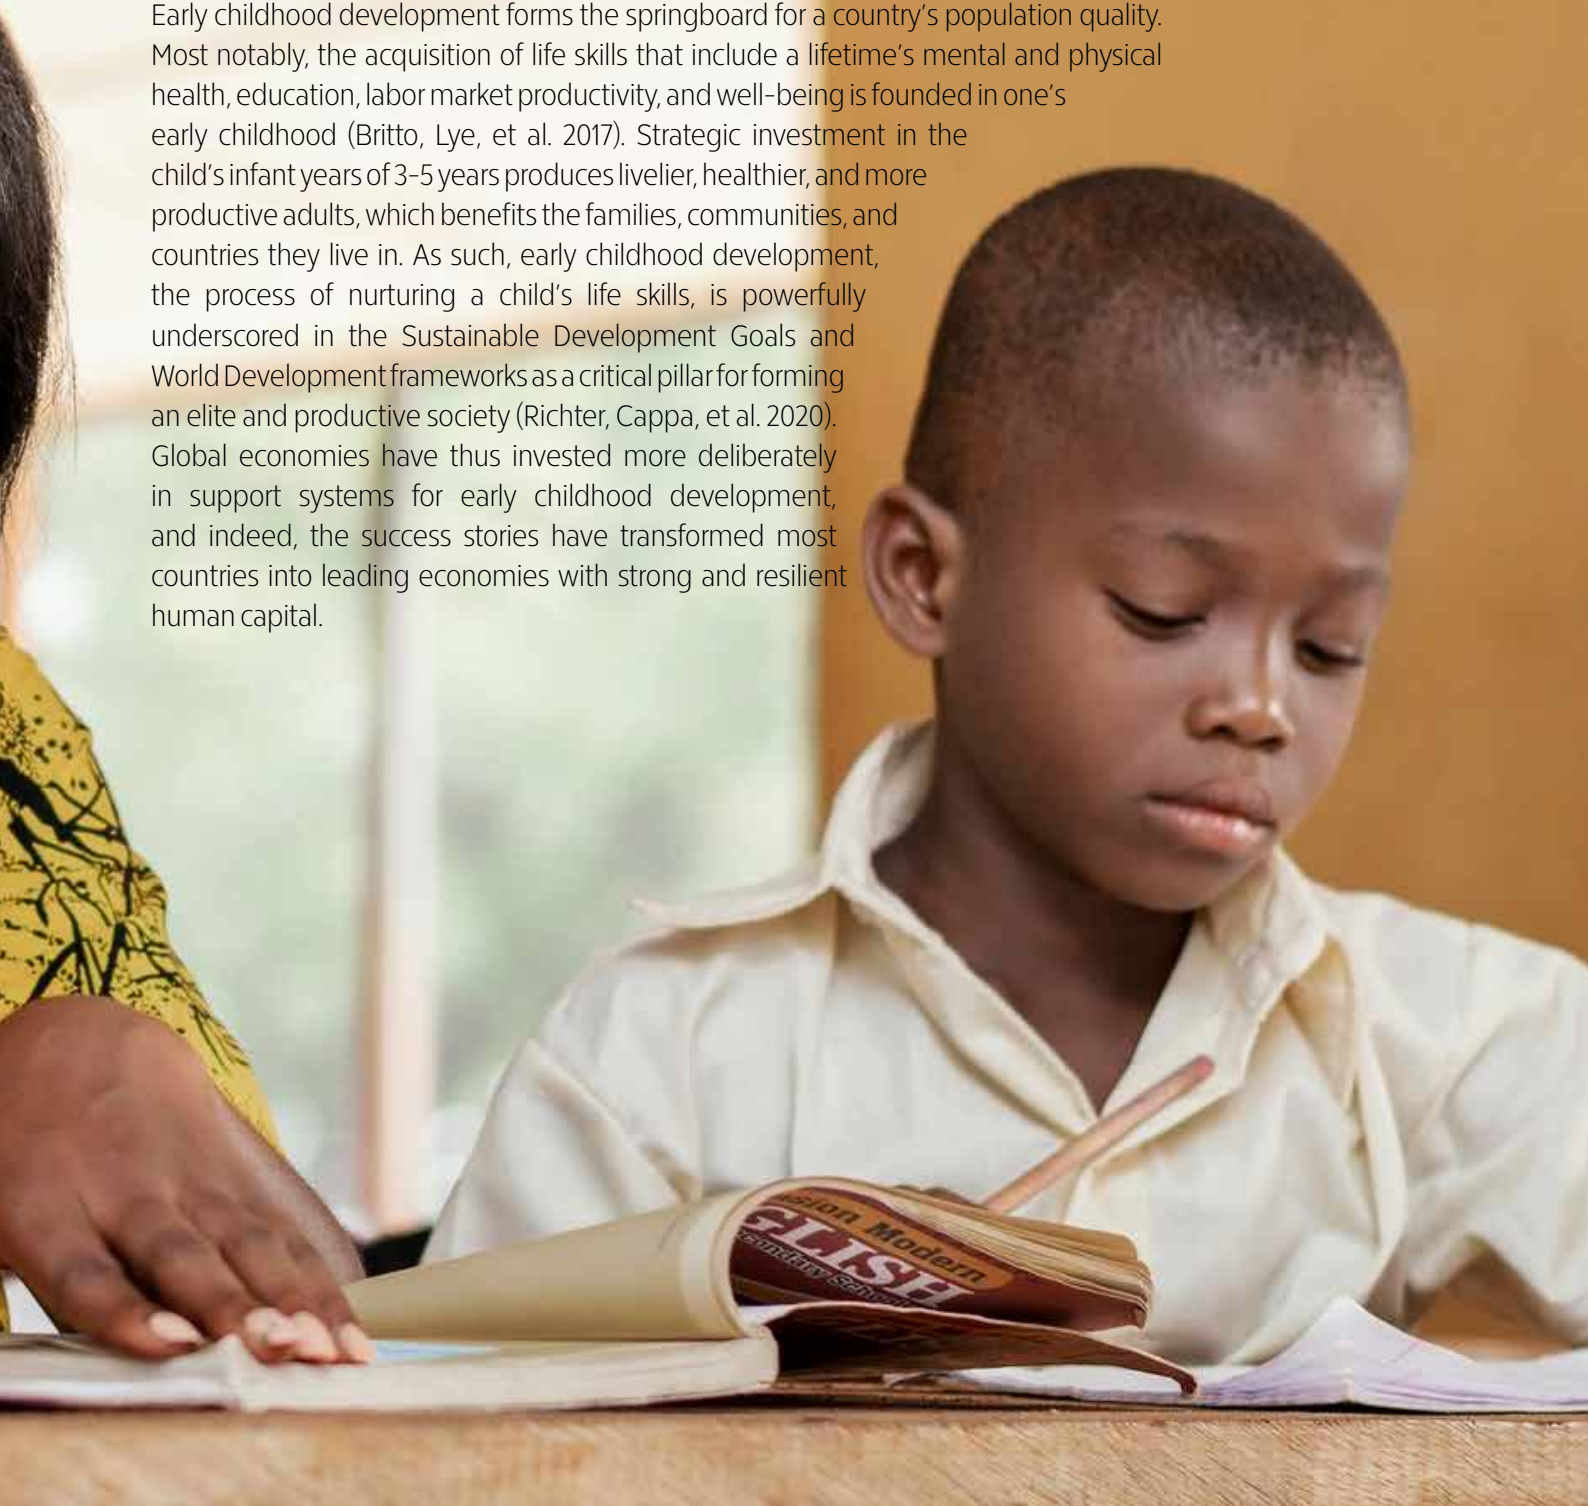 Early childhood development forms the springboard for a country's population quality.
Most notably, the acquisition of life skills that include a lifetime's mental and physical
health, education, labor market productivity, and well-being is founded in one's
early childhood (Britto, Lye, et al. 2017). Strategic investment in the
child's infant years of 3-5 years produces livelier, healthier, and more
productive adults, which benefits the families, communities, and
countries they live in. As such, early childhood development,
the process of nurturing a child's life skills, is powerfully
underscored in the Sustainable Development Goals and
World Development frameworks as a critical pillar for forming
an elite and productive society (Richter, Cappa, et al. 2020).
Global economies have thus invested more deliberately
in support systems for early childhood development,
and indeed, the success stories have transformed most
countries into leading economies with strong and resilient
human capital.
Modern
GLISH